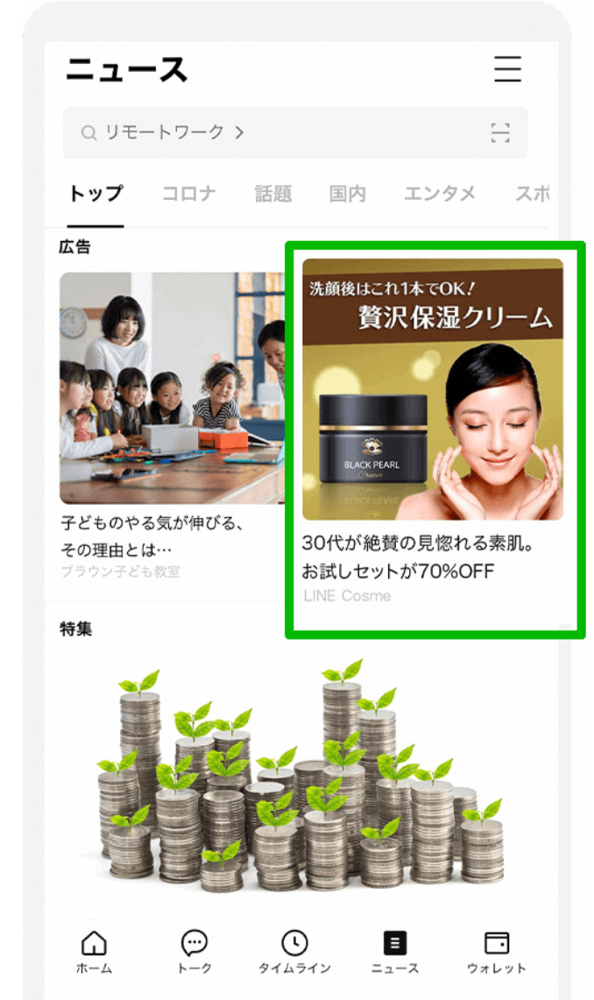 ニュース
リモートワーク
トップ コロナ 話題 国内 エンタメ スポ
広告
洗顔後はこれ1本でOK!
贅沢保湿クリーム
BLACK PEARL
Cream
子どものやる気が伸びる、
その理由とは…
ブラウン子ども教室
30代が絶賛の見惚れる素肌。
お試しセットが70%OFF
LINE Cosme
特集
ホーム トーク タイムライン ニュース ウォレット